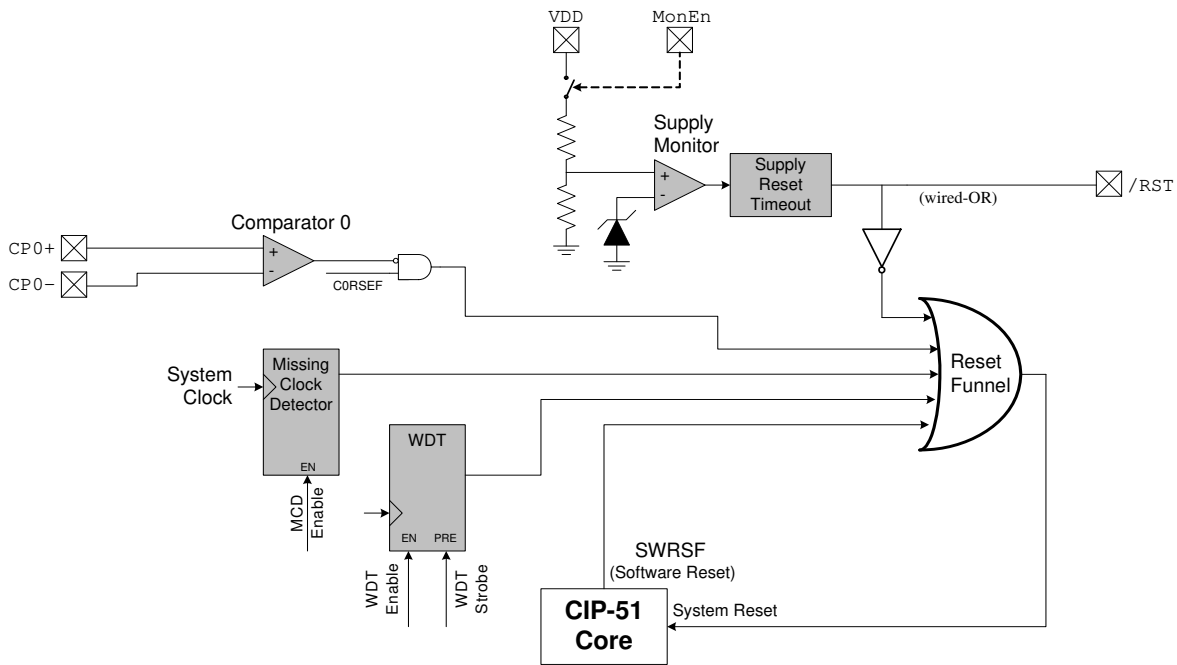 VDD
MonEn
Supply
Monitor
+
-
Supply
Reset
Timeout
(wired-OR)
/RST
Comparator 0
CP0+
CP0-
+
-
C0RSEF
System
Clock
Missing
Clock
Detector
EN
MCD
Enable
WDT
EN
PRE
WDT
Enable
WDT
Strobe
Reset
Funnel
SWRSF
(Software Reset)
CIP-51
Core
System Reset